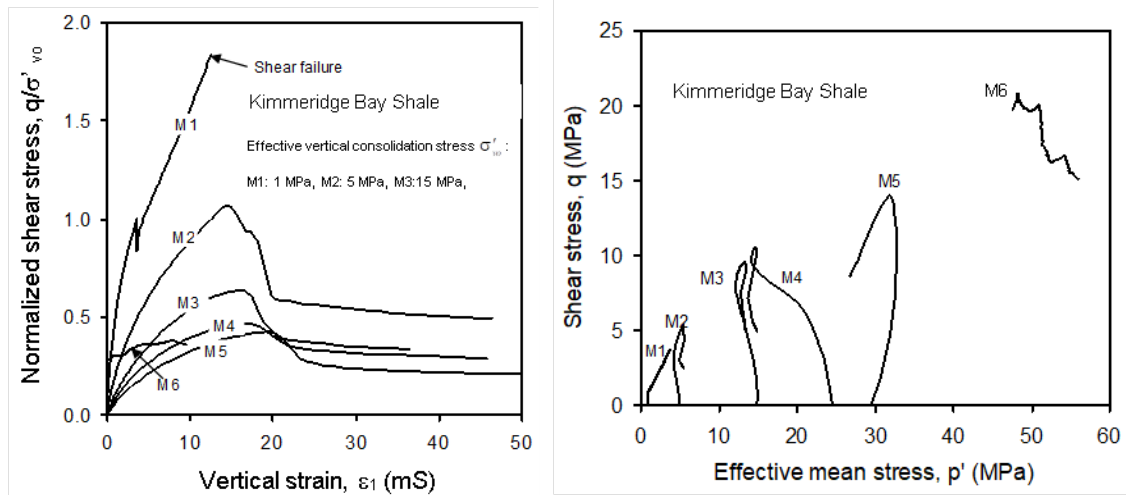 2.0
1.5
1.0
0.5
0.0
0
10
20
30
40
50
Normalized shear stress, q/σ'vo
Vertical strain, ε1 (mS)
Shear failure
Kimmeridge Bay Shale
Effective vertical consolidation stress σ'vo :
M1: 1 MPa, M2: 5 MPa, M3:15 MPa,
M1
M2
M3
M4
M5
M6
25
20
15
10
5
0
0
10
20
30
40
50
60
Shear stress, q (MPa)
Effective mean stress, p' (MPa)
Kimmeridge Bay Shale
M6
M5
M3
M4
M2
M1